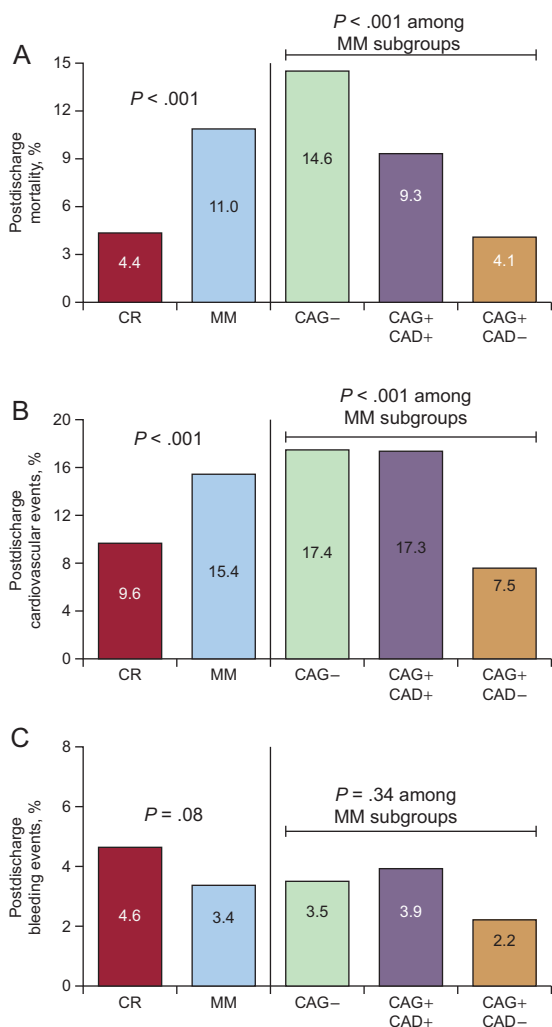 A
P < .001 among
MM subgroups
P < .001
Postdischarge
mortality, %
15
12
9
6
3
0
4.4
11.0
14.6
9.3
4.1
CR
MM
CAG–
CAG+
CAD+
CAG+
CAD–
B
P < .001 among
MM subgroups
P < .001
Postdischarge
cardiovascular events, %
20
16
12
8
4
0
9.6
15.4
17.4
17.3
7.5
CR
MM
CAG–
CAG+
CAD+
CAG+
CAD–
C
P = .34 among
MM subgroups
P = .08
Postdischarge
bleeding events, %
8
6
4
2
0
4.6
3.4
3.5
3.9
2.2
CR
MM
CAG–
CAG+
CAD+
CAG+
CAD–